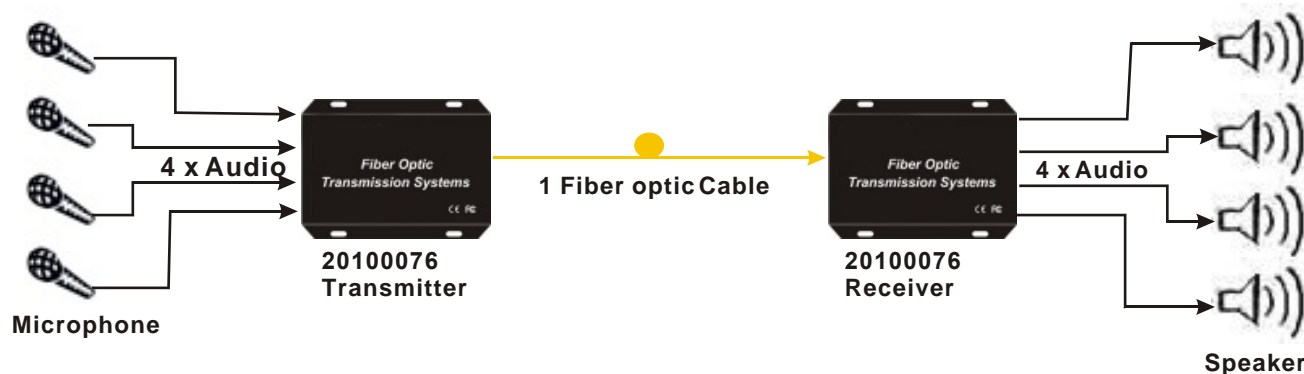 4 x Audio
Fiber Optic
Transmission Systems
CE FC
20100076
Transmitter
Microphone
1 Fiber optic Cable
Fiber Optic
Transmission Systems
CE FC
20100076
Receiver
4 x Audio
Speaker